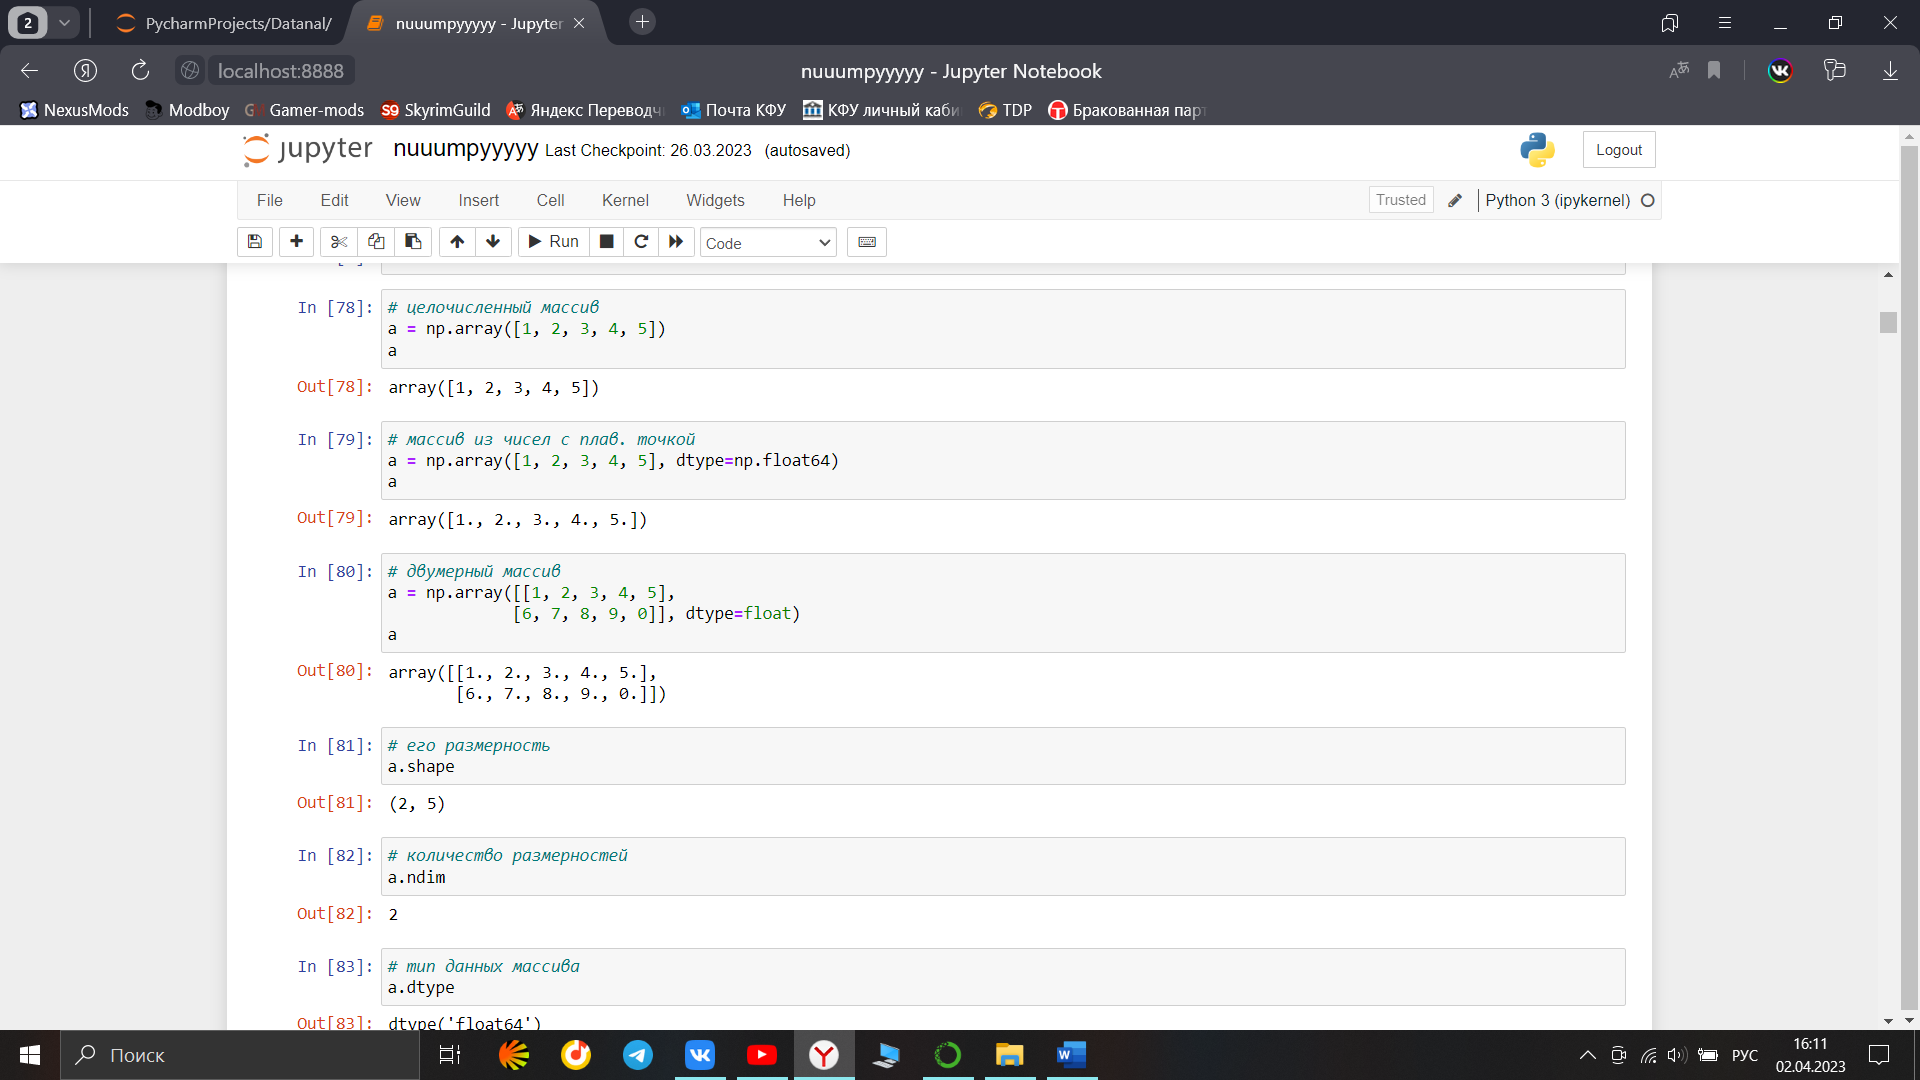 2
PycharmProjects/Datanal/
nuuumpyyyyy - Jupyter
localhost:8888
nuuumpyyyyy - Jupyter Notebook
NexusMods
Modboy
Gamer-mods
SkyrimGuild
Яндекс Переводч
Почта КФУ
КФУ личный каби
TDP
Бракованная пар
jupyter
nuuumpyyyyy Last Checkpoint: 26.03.2023 (autosaved)
Logout
File Edit View Insert Cell Kernel Widgets Help
Trusted
Python 3 (ipykernel)
Run
Code
In [78]: # целочисленный массив
a = np.array([1, 2, 3, 4, 5])
a
Out[78]: array([1, 2, 3, 4, 5])
In [79]: # массив из чисел с плав. точкой
a = np.array([1, 2, 3, 4, 5], dtype=np.float64)
a
Out[79]: array([1., 2., 3., 4., 5.])
In [80]: # двумерный массив
a = np.array([[1, 2, 3, 4, 5],
[6, 7, 8, 9, 0]], dtype=float)
a
Out[80]: array([[1., 2., 3., 4., 5.],
[6., 7., 8., 9., 0.]])
In [81]: # его размерность
a.shape
Out[81]: (2, 5)
In [82]: # количество размерностей
a.ndim
Out[82]: 2
In [83]: # тип данных массива
a.dtype
Out[83]: dtype('float64')
Поиск
РУС
16:11
02.04.2023